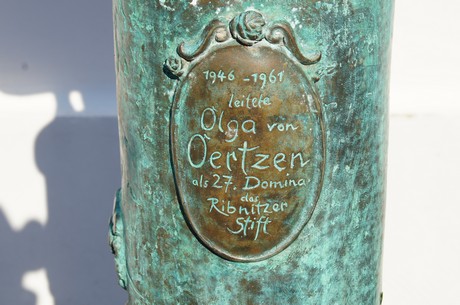 1946 - 1961
leitete
Olga von
Oertzen
als 27. Domina
das
Ribnitzer
Stift